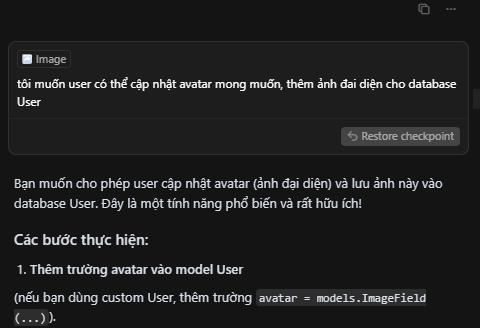 Image
tôi muốn user có thể cập nhật avatar mong muốn, thêm ảnh đai diện cho database
User
Restore checkpoint
Bạn muốn cho phép user cập nhật avatar (ảnh đại diện) và lưu ảnh này vào
database User. Đây là một tính năng phổ biến và rất hữu ích!
Các bước thực hiện:
1. Thêm trường avatar vào model User
(nếu bạn dùng custom User, thêm trường avatar = models.ImageField
(...)).